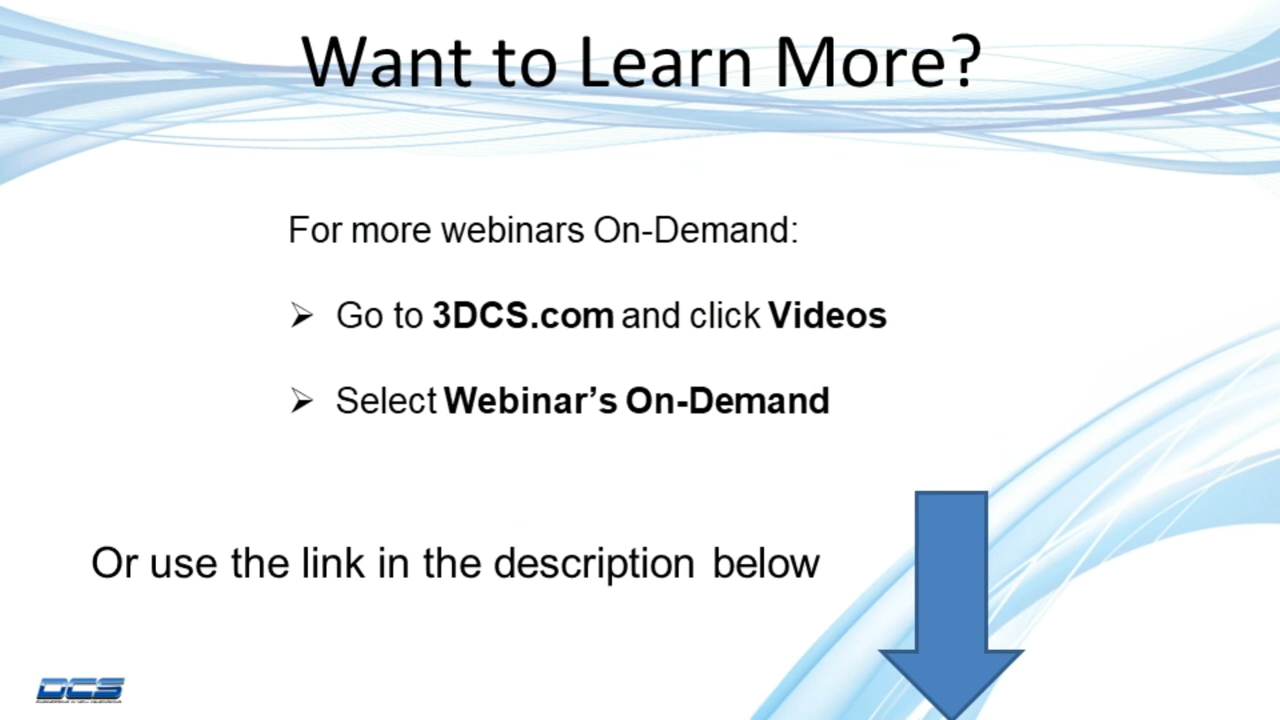 Want to Learn More?
For more webinars On-Demand:
➢ Go to 3DCS.com and click Videos
➢ Select Webinar’s On-Demand
Or use the link in the description below
DCS